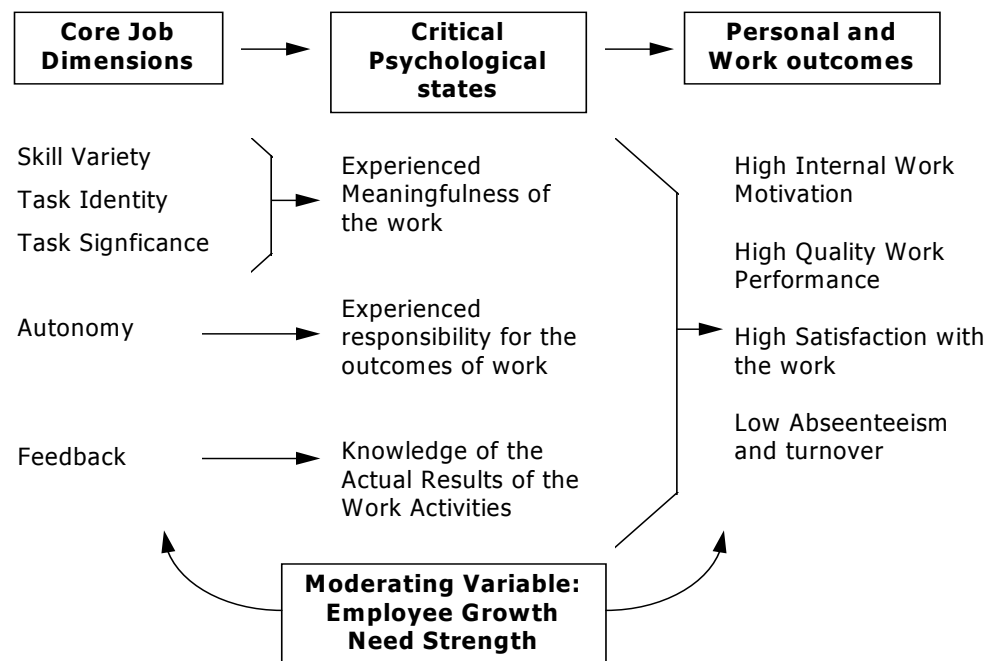 Core Job
Dimensions
Critical
Psychological
states
Personal and
Work outcomes
Skill Variety
Task Identity
Task Signficance
Experienced
Meaningfulness of
the work
Autonomy
Experienced
responsibility for the
outcomes of work
Feedback
Knowledge of the
Actual Results of the
Work Activities
High Internal Work
Motivation
High Quality Work
Performance
High Satisfaction with
the work
Low Abseenteeism
and turnover
Moderating Variable:
Employee Growth
Need Strength